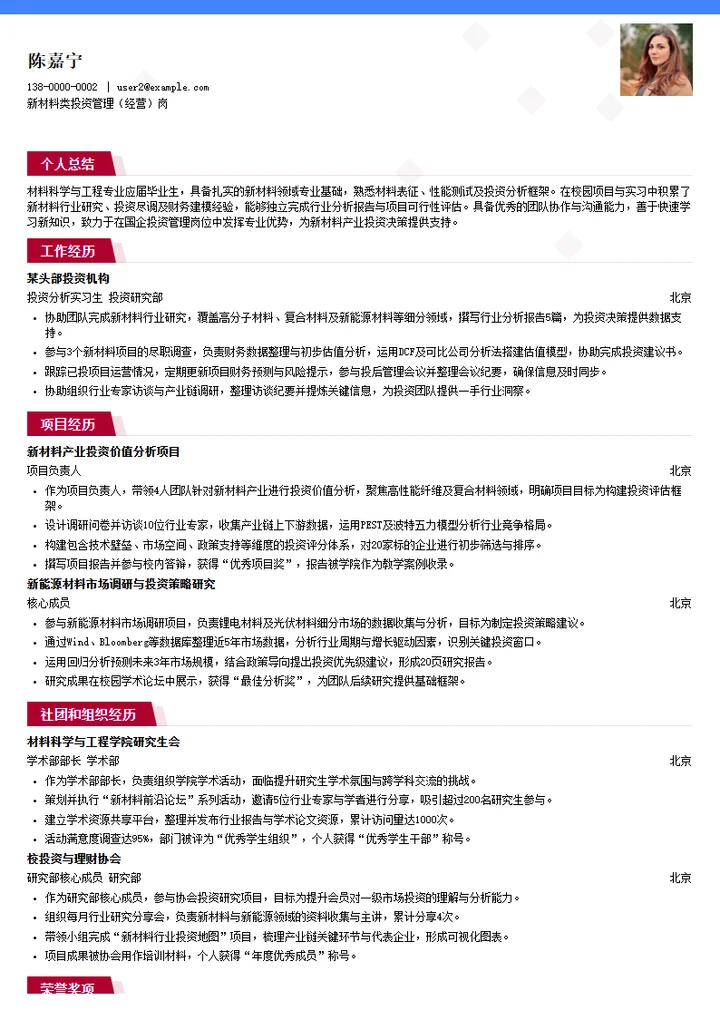 陈嘉宁
138-0000-0002 | user2@example.com
新材料类投资管理（经营）岗
个人总结
材料科学与工程专业应届毕业生，具备扎实的新材料领域专业基础，熟悉材料表征、性能测试及投资分析框架。在校园项目与实习中积累了
新材料行业研究、投资尽调及财务建模经验，能够独立完成行业分析报告与项目可行性评估。具备优秀的团队协作与沟通能力，善于快速学
习新知识，致力于在国企投资管理岗位中发挥专业优势，为新材料产业投资决策提供支持。
工作经历
某头部投资机构
投资分析实习生 投资研究部 北京
• 协助团队完成新材料行业研究，覆盖高分子材料、复合材料及新能源材料等细分领域，撰写行业分析报告5篇，为投资决策提供数据支
持。
• 参与3个新材料项目的尽职调查，负责财务数据整理与初步估值分析，运用DCF及可比公司分析法搭建估值模型，协助完成投资建议书。
• 跟踪已投项目运营情况，定期更新项目财务预测与风险提示，参与投后管理会议并整理会议纪要，确保信息及时同步。
• 协助组织行业专家访谈与产业链调研，整理访谈纪要并提炼关键信息，为投资团队提供一手行业洞察。
项目经历
新材料产业投资价值分析项目
项目负责人 北京
• 作为项目负责人，带领4人团队针对新材料产业进行投资价值分析，聚焦高性能纤维及复合材料领域，明确项目目标为构建投资评估框
架。
• 设计调研问卷并访谈10位行业专家，收集产业链上下游数据，运用PEST及波特五力模型分析行业竞争格局。
• 构建包含技术壁垒、市场空间、政策支持等维度的投资评分体系，对20家标的企业进行初步筛选与排序。
• 撰写项目报告并参与校内答辩，获得“优秀项目奖”，报告被学院作为教学案例收录。
新能源材料市场调研与投资策略研究
核心成员 北京
• 参与新能源材料市场调研项目，负责锂电材料及光伏材料细分市场的数据收集与分析，目标为制定投资策略建议。
• 通过Wind、Bloomberg等数据库整理近5年市场数据，分析行业周期与增长驱动因素，识别关键投资窗口。
• 运用回归分析预测未来3年市场规模，结合政策导向提出投资优先级建议，形成20页研究报告。
• 研究成果在校园学术论坛中展示，获得“最佳分析奖”，为团队后续研究提供基础框架。
社团和组织经历
材料科学与工程学院研究生会
学术部部长 学术部 北京
• 作为学术部部长，负责组织学院学术活动，面临提升研究生学术氛围与跨学科交流的挑战。
• 策划并执行“新材料前沿论坛”系列活动，邀请5位行业专家与学者进行分享，吸引超过200名研究生参与。
• 建立学术资源共享平台，整理并发布行业报告与学术论文资源，累计访问量达1000次。
• 活动满意度调查达95%，部门被评为“优秀学生组织”，个人获得“优秀学生干部”称号。
校投资与理财协会
研究部核心成员 研究部 北京
• 作为研究部核心成员，参与协会投资研究项目，目标为提升会员对一级市场投资的理解与分析能力。
• 组织每月行业研究分享会，负责新材料与新能源领域的资料收集与主讲，累计分享4次。
• 带领小组完成“新材料行业投资地图”项目，梳理产业链关键环节与代表企业，形成可视化图表。
• 项目成果被协会用作培训材料，个人获得“年度优秀成员”称号。
荣誉奖项